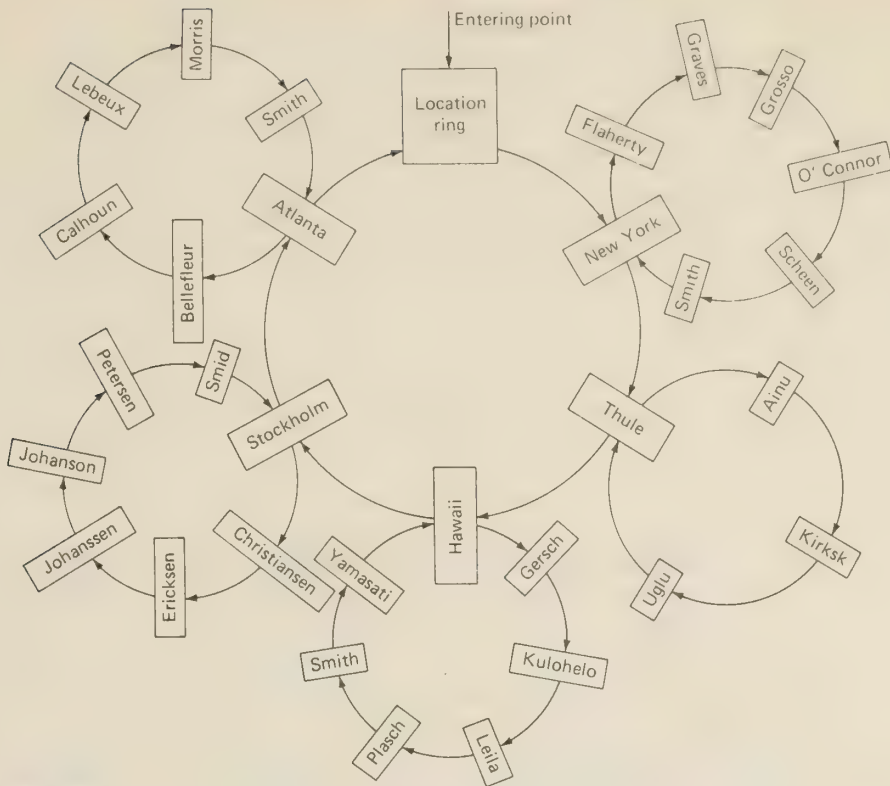 Entering point
Location
ring
Morris
Lebeux
Smith
Calhoun
Atlanta
Bellefleur
Graves
Grosso
Flaherty
O' Connor
New York
Scheen
Smith
Petersen
Smid
Stockholm
Johanson
Johanssen
Ericksen
Christiansen
Thule
Ainu
Kirksk
Uglu
Hawaii
Gersch
Yamasati
Kulohelo
Smith
Plasch
Leila